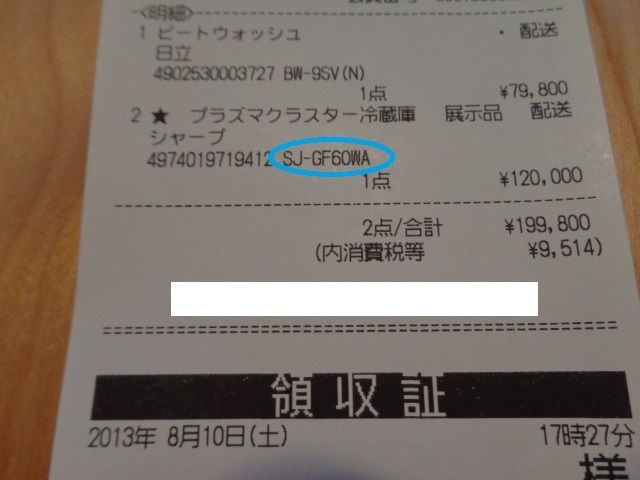 <明細>
1 ビートウォッシュ ・ 配送
日立
4902530003727 BW-9SV(N)
1点 ¥79,800
2 ★ プラズマクラスター冷蔵庫 展示品 配送
シャープ
4974019719412 SJ-GF60WA
1点 ¥120,000
2点/合計 ¥199,800
(内消費税等 ¥9,514)
領収証
2013年 8月10日(土) 17時27分
様